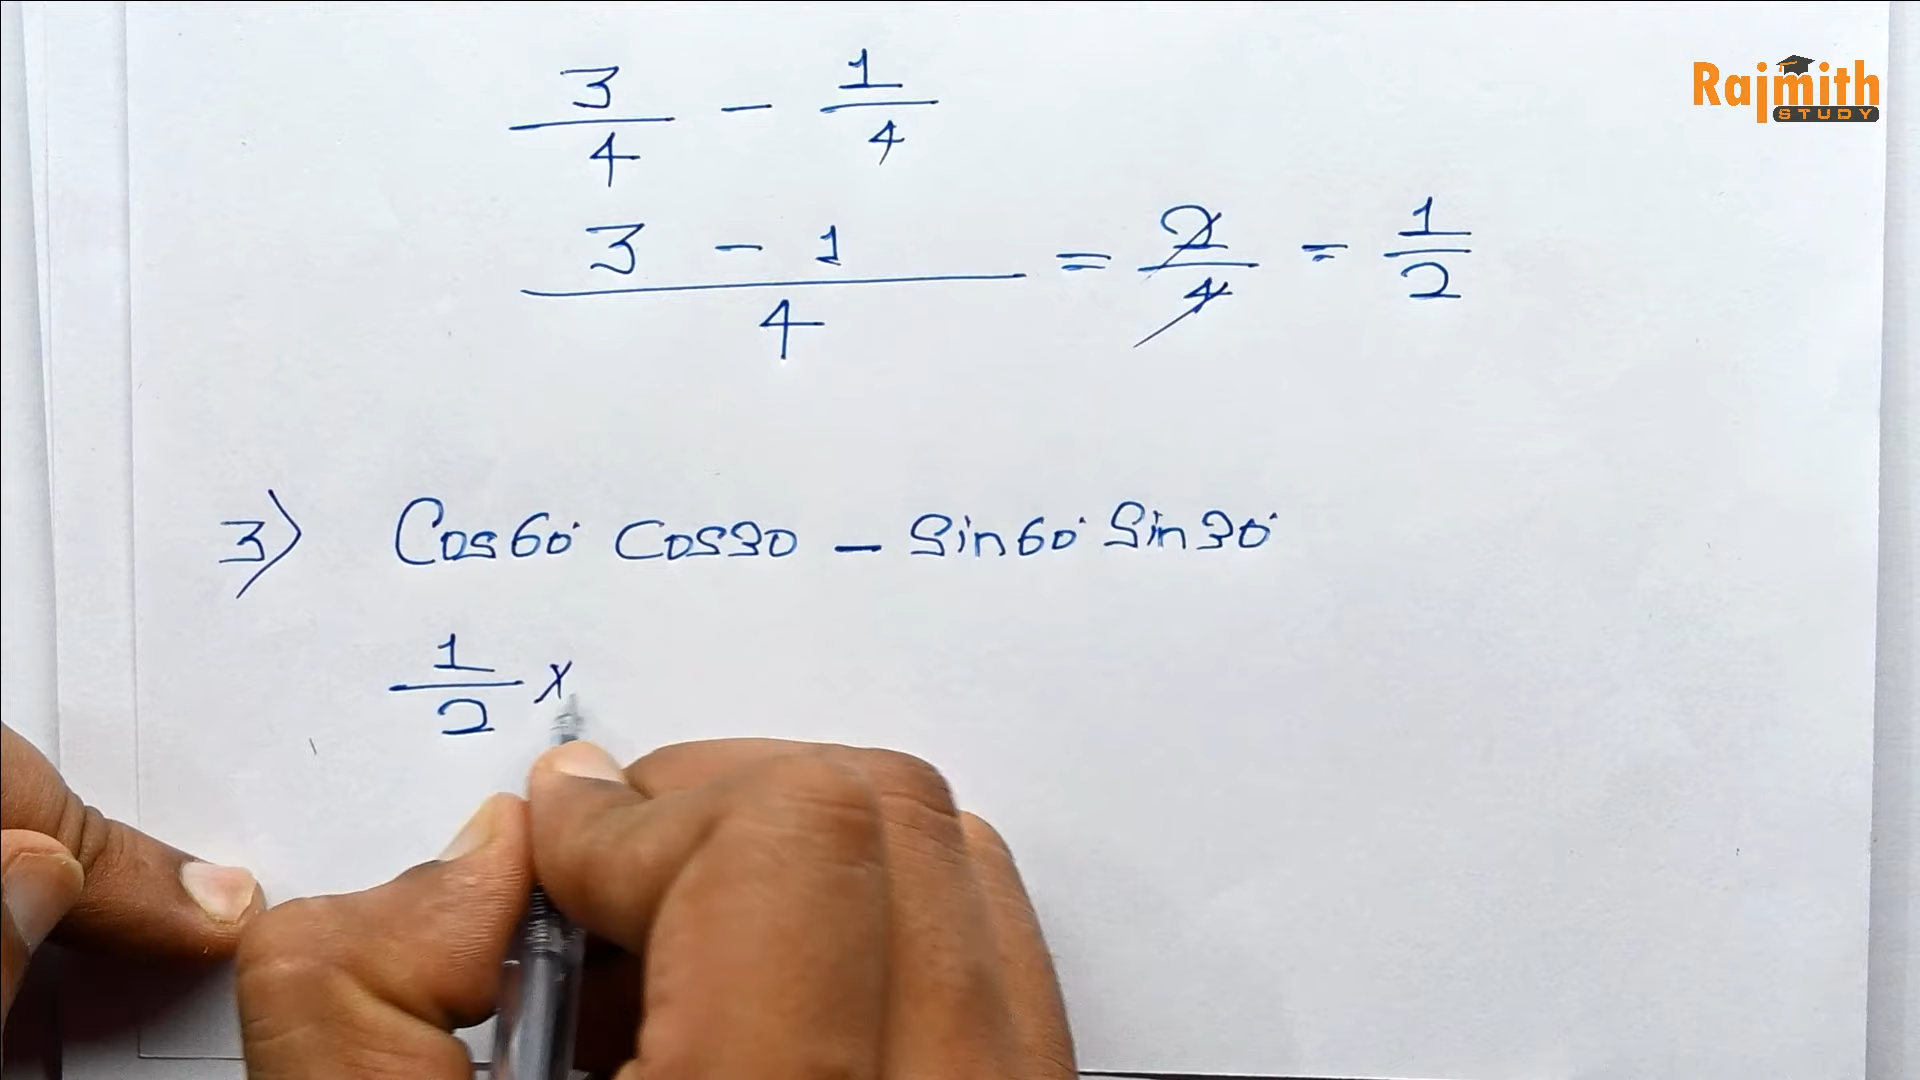 Rajmith
STUDY
3/4 - 1/4
3 - 1 / 4 = 2/4 = 1/2
3) Cos60° Cos30 - Sin60° Sin30°
1/2 ×